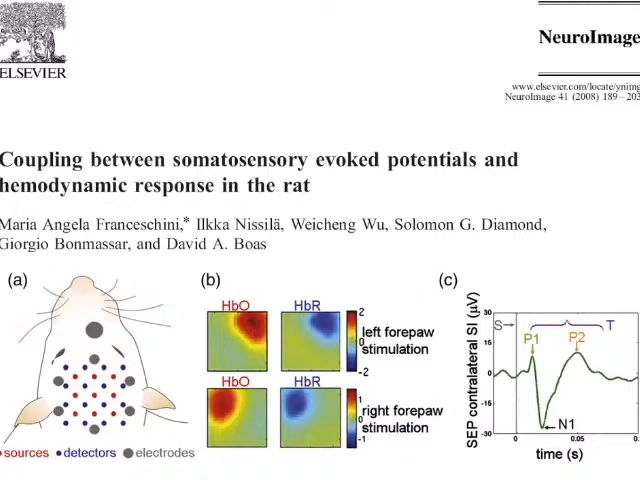 NeuroImage
ELSEVIER
www.elsevier.com/locate/ynimg
NeuroImage 41 (2008) 189–203
Coupling between somatosensory evoked potentials and
hemodynamic response in the rat
Maria Angela Franceschini,* Ilkka Nissilä, Weicheng Wu, Solomon G. Diamond,
Giorgio Bonmassar, and David A. Boas
(a)
sources detectors electrodes
(b)
HbO HbR
2
0
-2
left forepaw
stimulation
HbO HbR
1
0
-1
right forepaw
stimulation
(c)
SEP contralateral SI (µV)
30
15
0
-15
-30
S
P1
P2
T
N1
0 0.05 0.1
time (s)